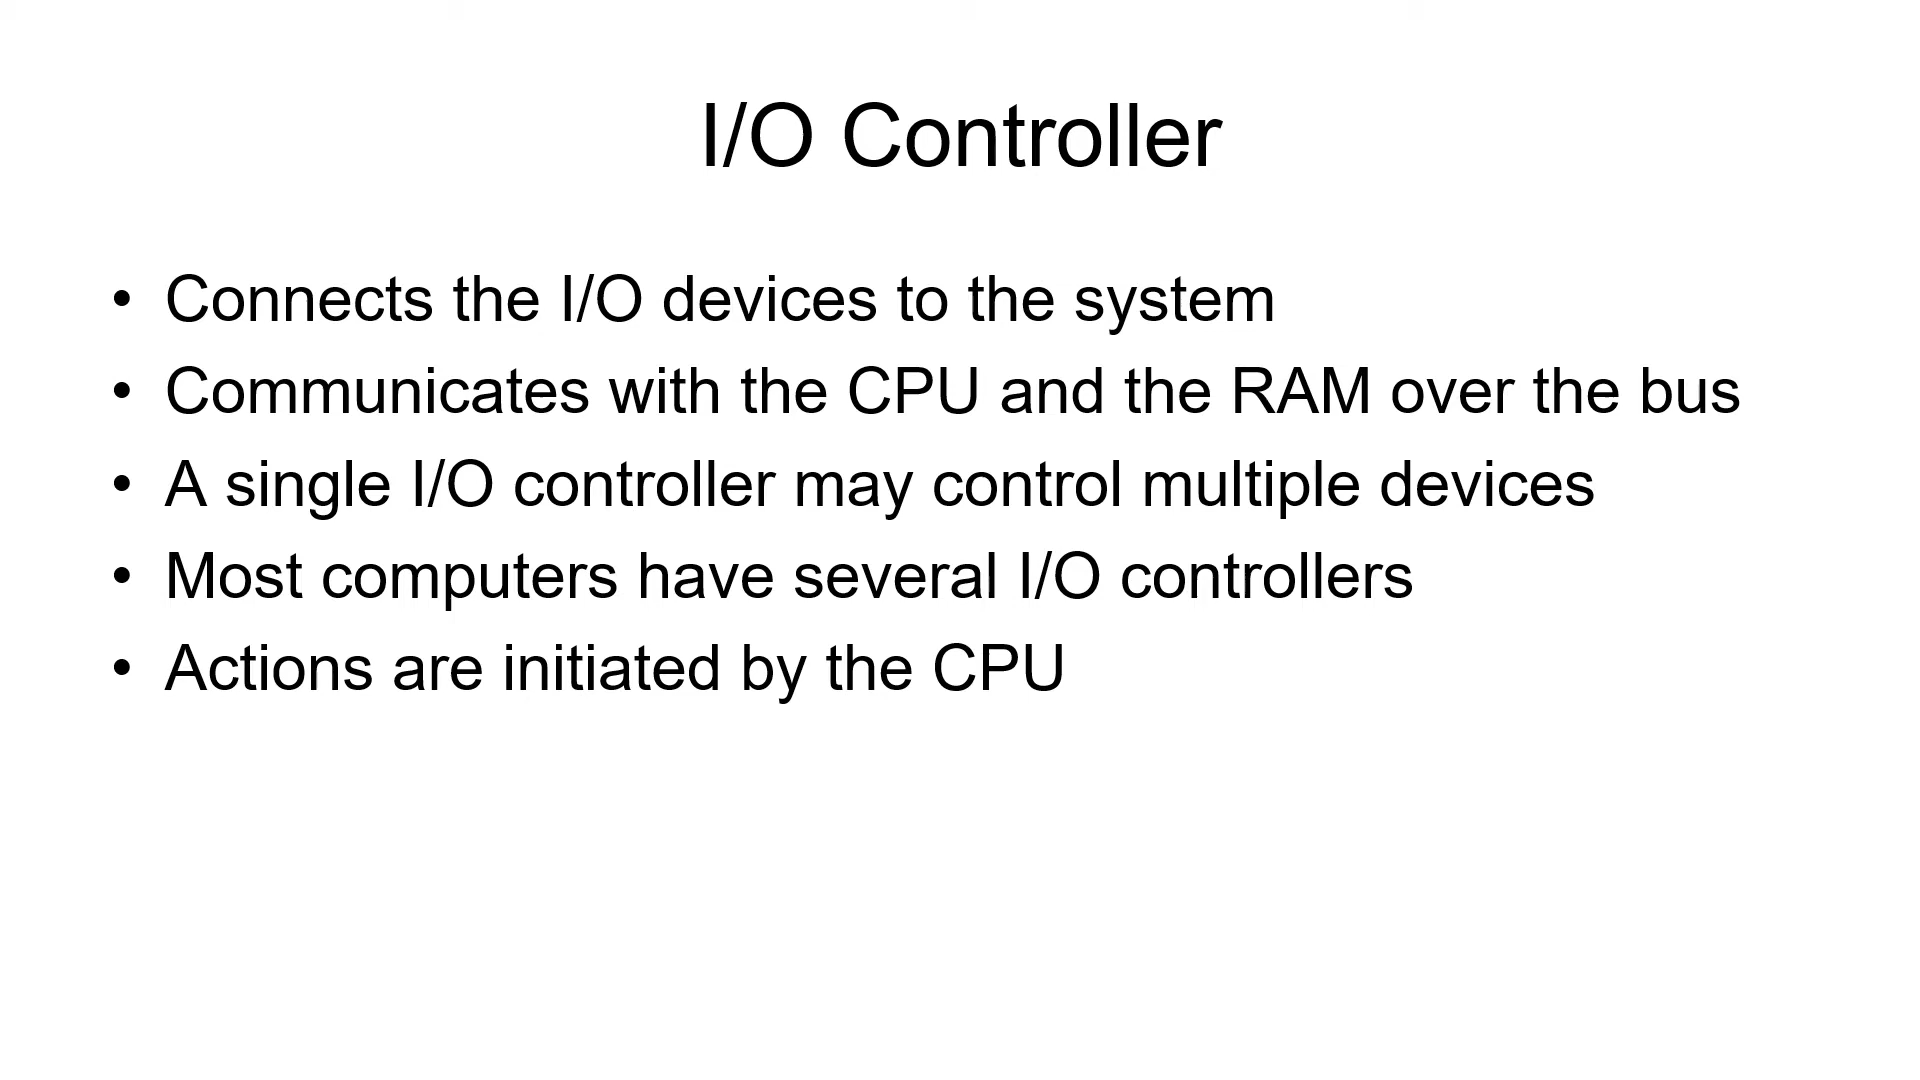 I/O Controller
• Connects the I/O devices to the system
• Communicates with the CPU and the RAM over the bus
• A single I/O controller may control multiple devices
• Most computers have several I/O controllers
• Actions are initiated by the CPU